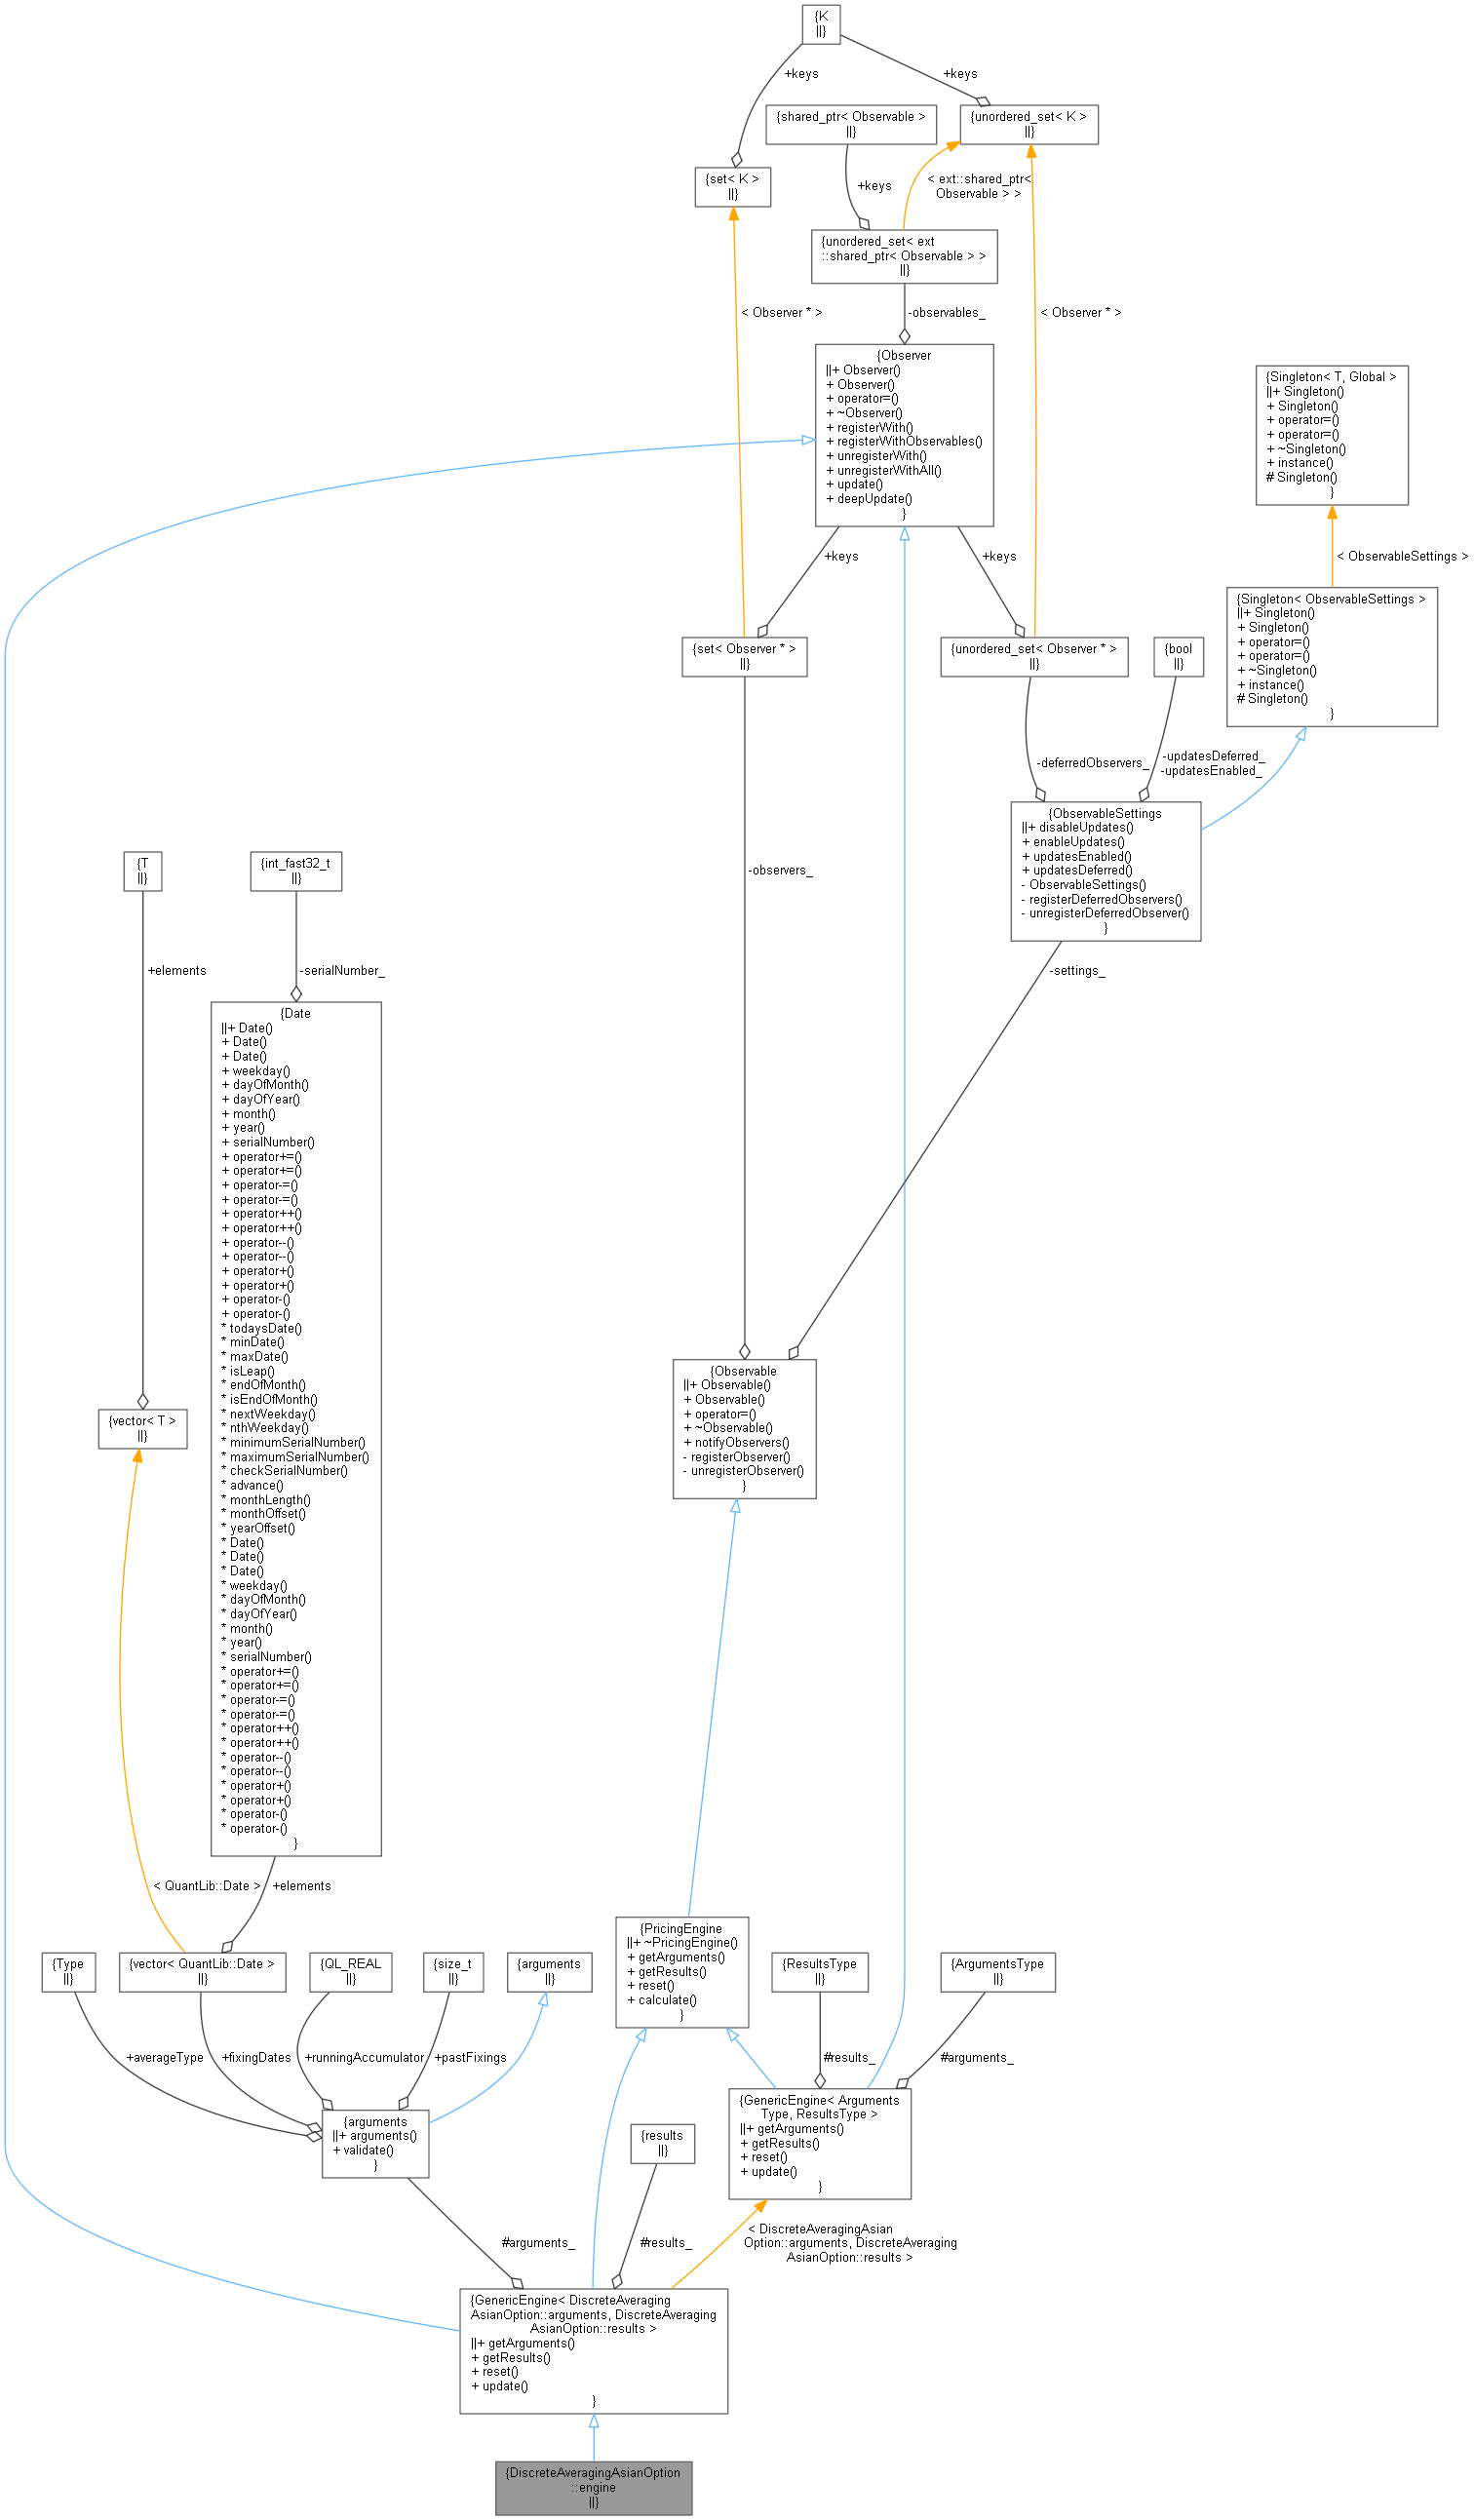 {K
||}
+keys
+keys
{shared_ptr< Observable >
||}
{unordered_set< K >
||}
{set< K >
||}
+keys
< ext::shared_ptr<
Observable > >
{unordered_set< ext
::shared_ptr< Observable > >
||}
< Observer * >
-observables_
< Observer * >
{Observer
||+ Observer()
+ Observer()
+ operator=()
+ ~Observer()
+ registerWith()
+ registerWithObservables()
+ unregisterWith()
+ unregisterWithAll()
+ update()
+ deepUpdate()
}
{Singleton< T, Global >
||+ Singleton()
+ Singleton()
+ operator=()
+ operator=()
+ ~Singleton()
+ instance()
# Singleton()
}
+keys
+keys
< ObservableSettings >
{Singleton< ObservableSettings >
||+ Singleton()
+ Singleton()
+ operator=()
+ operator=()
+ ~Singleton()
+ instance()
# Singleton()
}
{set< Observer * >
||}
{unordered_set< Observer * >
||}
{bool
||}
-deferredObservers_
-updatesDeferred_
-updatesEnabled_
{ObservableSettings
||+ disableUpdates()
+ enableUpdates()
+ updatesEnabled()
+ updatesDeferred()
- ObservableSettings()
- registerDeferredObservers()
- unregisterDeferredObserver()
}
-observers_
{T
||}
{int_fast32_t
||}
+elements
-serialNumber_
-settings_
{Date
||+ Date()
+ Date()
+ Date()
+ weekday()
+ dayOfMonth()
+ dayOfYear()
+ month()
+ year()
+ serialNumber()
+ operator+=()
+ operator+=()
+ operator-=()
+ operator-=()
+ operator++()
+ operator++()
+ operator--()
+ operator--()
+ operator+()
+ operator+()
+ operator-()
+ operator-()
* todaysDate()
* minDate()
* maxDate()
* isLeap()
* endOfMonth()
* isEndOfMonth()
* nextWeekday()
* nthWeekday()
* minimumSerialNumber()
* maximumSerialNumber()
* checkSerialNumber()
* advance()
* monthLength()
* monthOffset()
* yearOffset()
* Date()
* Date()
* Date()
* weekday()
* dayOfMonth()
* dayOfYear()
* month()
* year()
* serialNumber()
* operator+=()
* operator+=()
* operator-=()
* operator-=()
* operator++()
* operator++()
* operator--()
* operator--()
* operator+()
* operator+()
* operator-()
* operator-()
}
{Observable
||+ Observable()
+ Observable()
+ operator=()
+ ~Observable()
+ notifyObservers()
- registerObserver()
- unregisterObserver()
}
{vector< T >
||}
< QuantLib::Date >
+elements
{Type
||}
{vector< QuantLib::Date >
||}
{QL_REAL
||}
{size_t
||}
{arguments
||}
{PricingEngine
||+ ~PricingEngine()
+ getArguments()
+ getResults()
+ reset()
+ calculate()
}
{ResultsType
||}
{ArgumentsType
||}
+averageType
+fixingDates
+runningAccumulator
+pastFixings
#results_
#arguments_
{arguments
||+ arguments()
+ validate()
}
{results
||}
{GenericEngine< Arguments
Type, ResultsType >
||+ getArguments()
+ getResults()
+ reset()
+ update()
}
#arguments_
#results_
< DiscreteAveragingAsian
Option::arguments, DiscreteAveraging
AsianOption::results >
{GenericEngine< DiscreteAveraging
AsianOption::arguments, DiscreteAveraging
AsianOption::results >
||+ getArguments()
+ getResults()
+ reset()
+ update()
}
{DiscreteAveragingAsianOption
::engine
||}